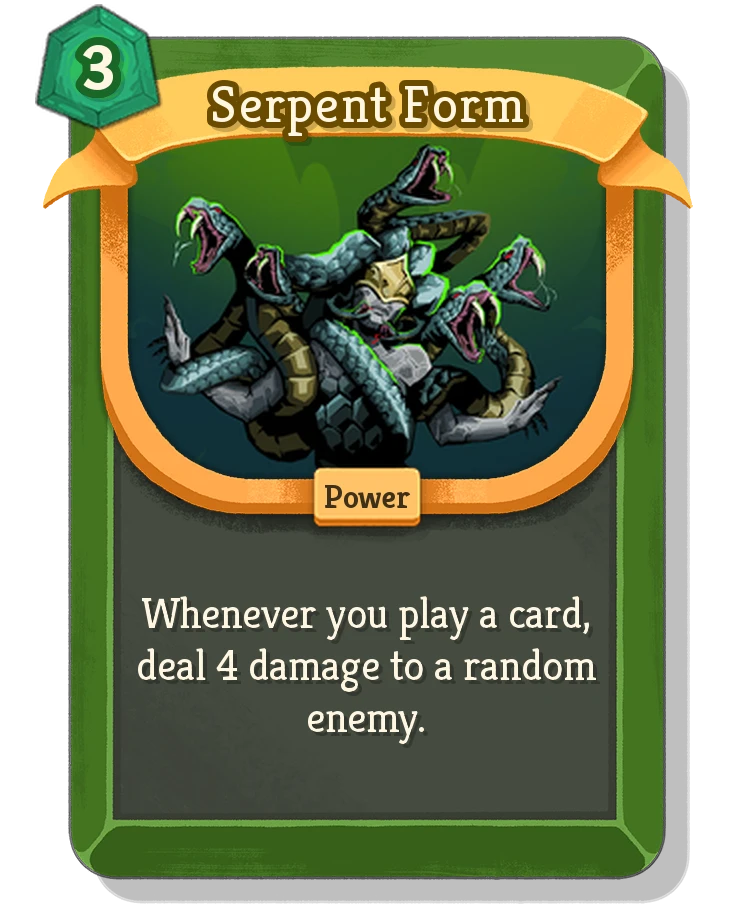 3
Serpent Form
Power
Whenever you play a card,
deal 4 damage to a random
enemy.